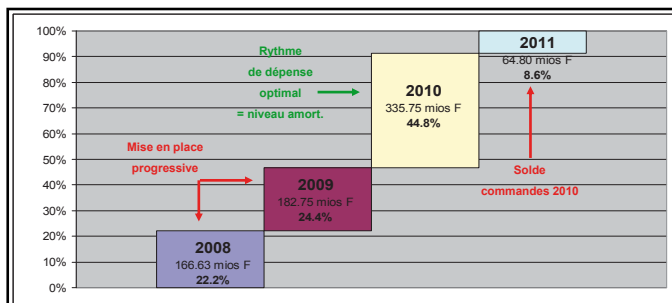 100%
90%
80%
70%
60%
50%
40%
30%
20%
10%
0%
2011
64.80 mios F
8.6%
Rythme
de dépense
optimal
= niveau amort.
2010
335.75 mios F
44.8%
Mise en place
progressive
Solde
commandes 2010
2009
182.75 mios F
24.4%
2008
166.63 mios F
22.2%